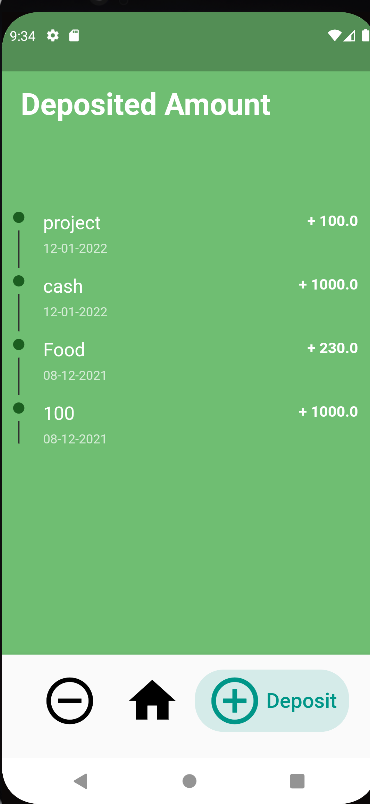 9:34
Deposited Amount
project + 100.0
12-01-2022
cash + 1000.0
12-01-2022
Food + 230.0
08-12-2021
100 + 1000.0
08-12-2021
Deposit